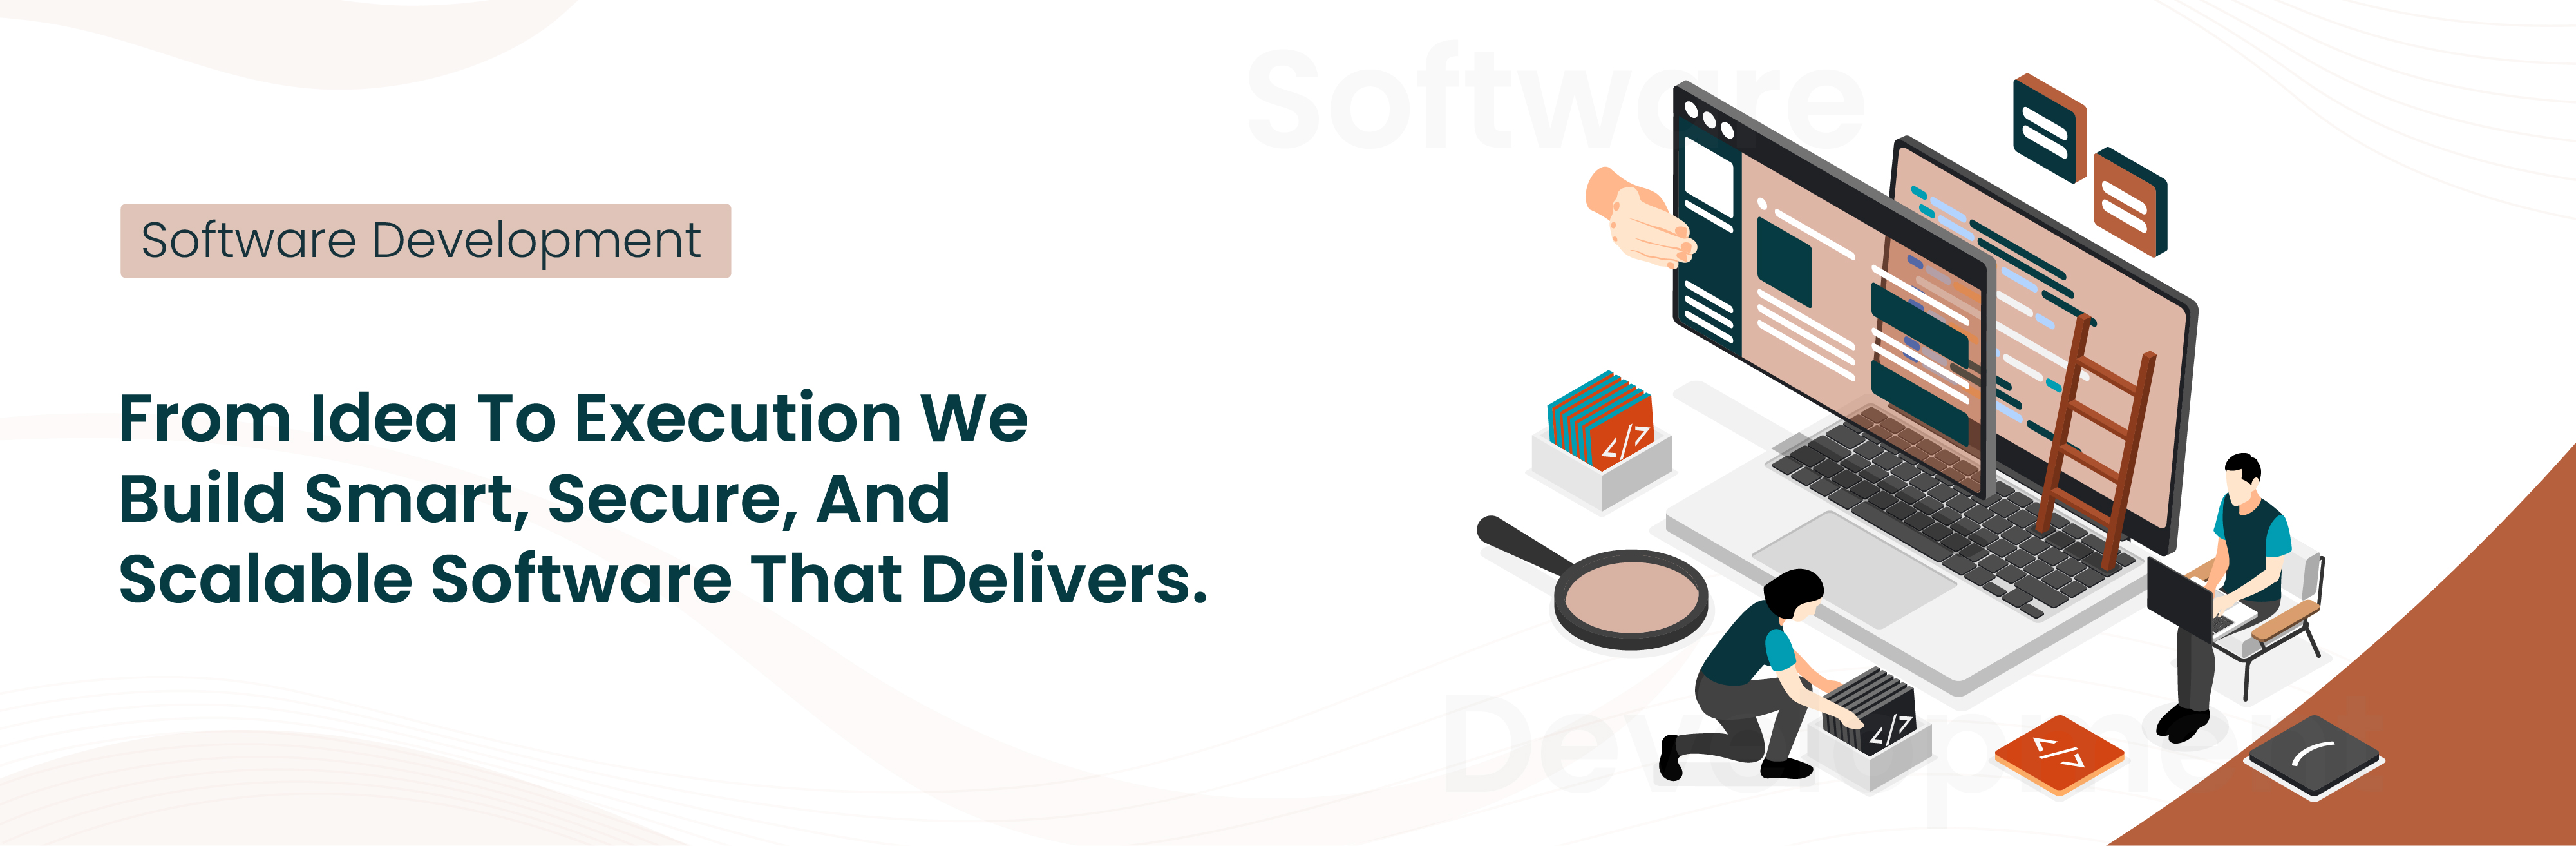 Software
Software Development
From Idea To Execution We
Build Smart, Secure, And
Scalable Software That Delivers.
</>
</>
Development
</>